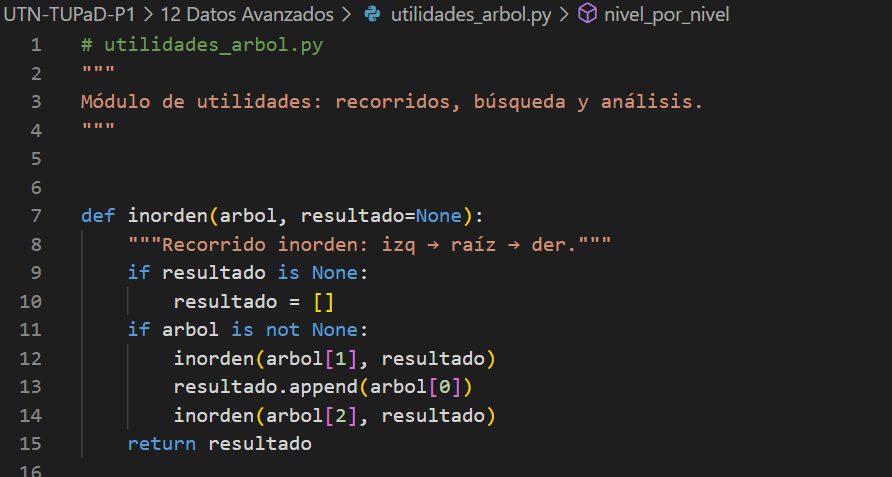 UTN-TUPaD-P1 > 12 Datos Avanzados > utilidades_arbol.py > nivel_por_nivel
1 # utilidades_arbol.py
2 """
3 Módulo de utilidades: recorridos, búsqueda y análisis.
4 """
5
6
7 def inorden(arbol, resultado=None):
8     """Recorrido inorden: izq → raíz → der."""
9     if resultado is None:
10         resultado = []
11     if arbol is not None:
12         inorden(arbol[1], resultado)
13         resultado.append(arbol[0])
14         inorden(arbol[2], resultado)
15     return resultado
16